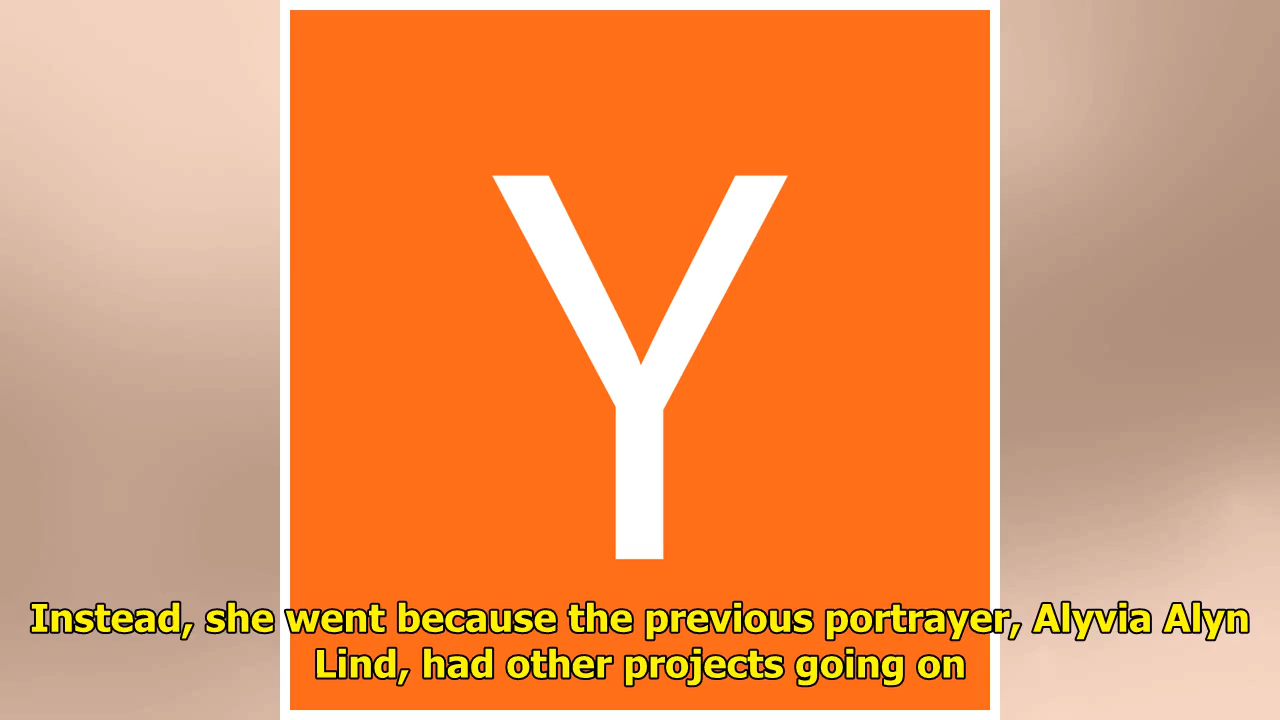 Y
Instead, she went because the previous portrayer, Alyvia Alyn
Lind, had other projects going on